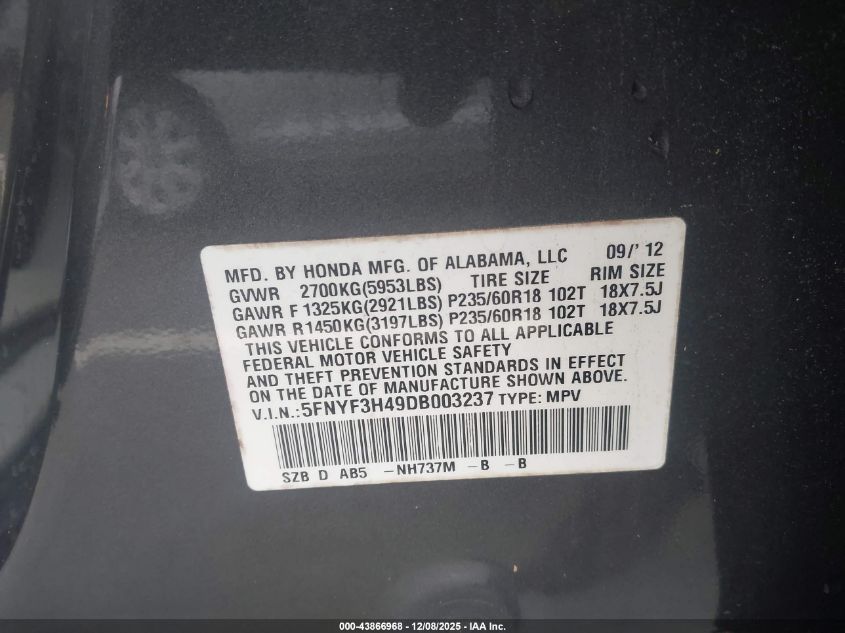 MFD. BY HONDA MFG. OF ALABAMA, LLC 09/' 12
GVWR 2700KG(5953LBS) TIRE SIZE RIM SIZE
GAWR F 1325KG(2921LBS) P235/60R18 102T 18X7.5J
GAWR R1450KG(3197LBS) P235/60R18 102T 18X7.5J
THIS VEHICLE CONFORMS TO ALL APPLICABLE
FEDERAL MOTOR VEHICLE SAFETY
AND THEFT PREVENTION STANDARDS IN EFFECT
ON THE DATE OF MANUFACTURE SHOWN ABOVE.
V.I.N.:5FNYF3H49DB003237 TYPE: MPV
SZB D AB5 -NH737M -B -B
000-43866968 - 12/08/2025 - IAA Inc.